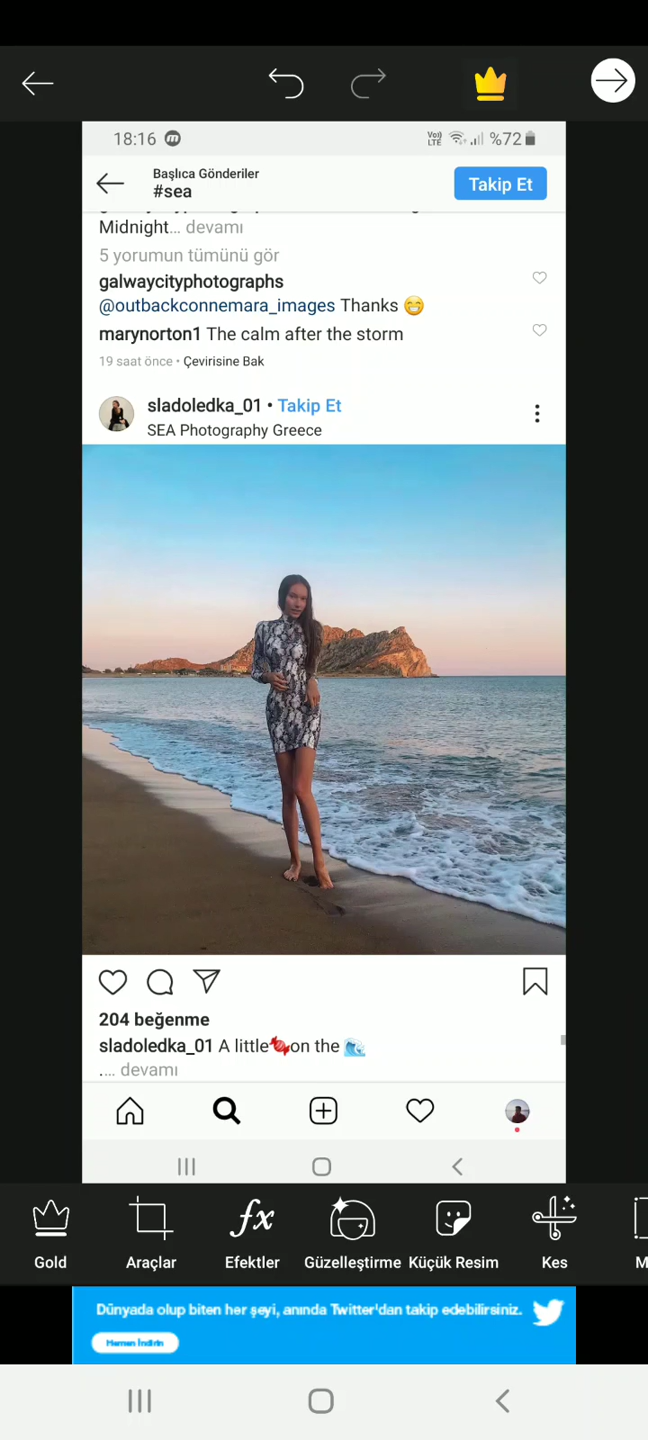 18:16
Vo)) LTE
%72
Başlıca Gönderiler
#sea
Takip Et
Midnight... devamı
5 yorumun tümünü gör
galwaycityphotographs
@outbackconnemara_images Thanks 😁
marynorton1 The calm after the storm
19 saat önce • Çevirisine Bak
sladoledka_01 • Takip Et
SEA Photography Greece
204 beğenme
sladoledka_01 A little🍬on the 🌊
.... devamı
Gold
Araçlar
fx
Efektler
Güzelleştirme
Küçük Resim
Kes
M
Dünyada olup biten her şeyi, anında Twitter'dan takip edebilirsiniz.
Hemen İndirin